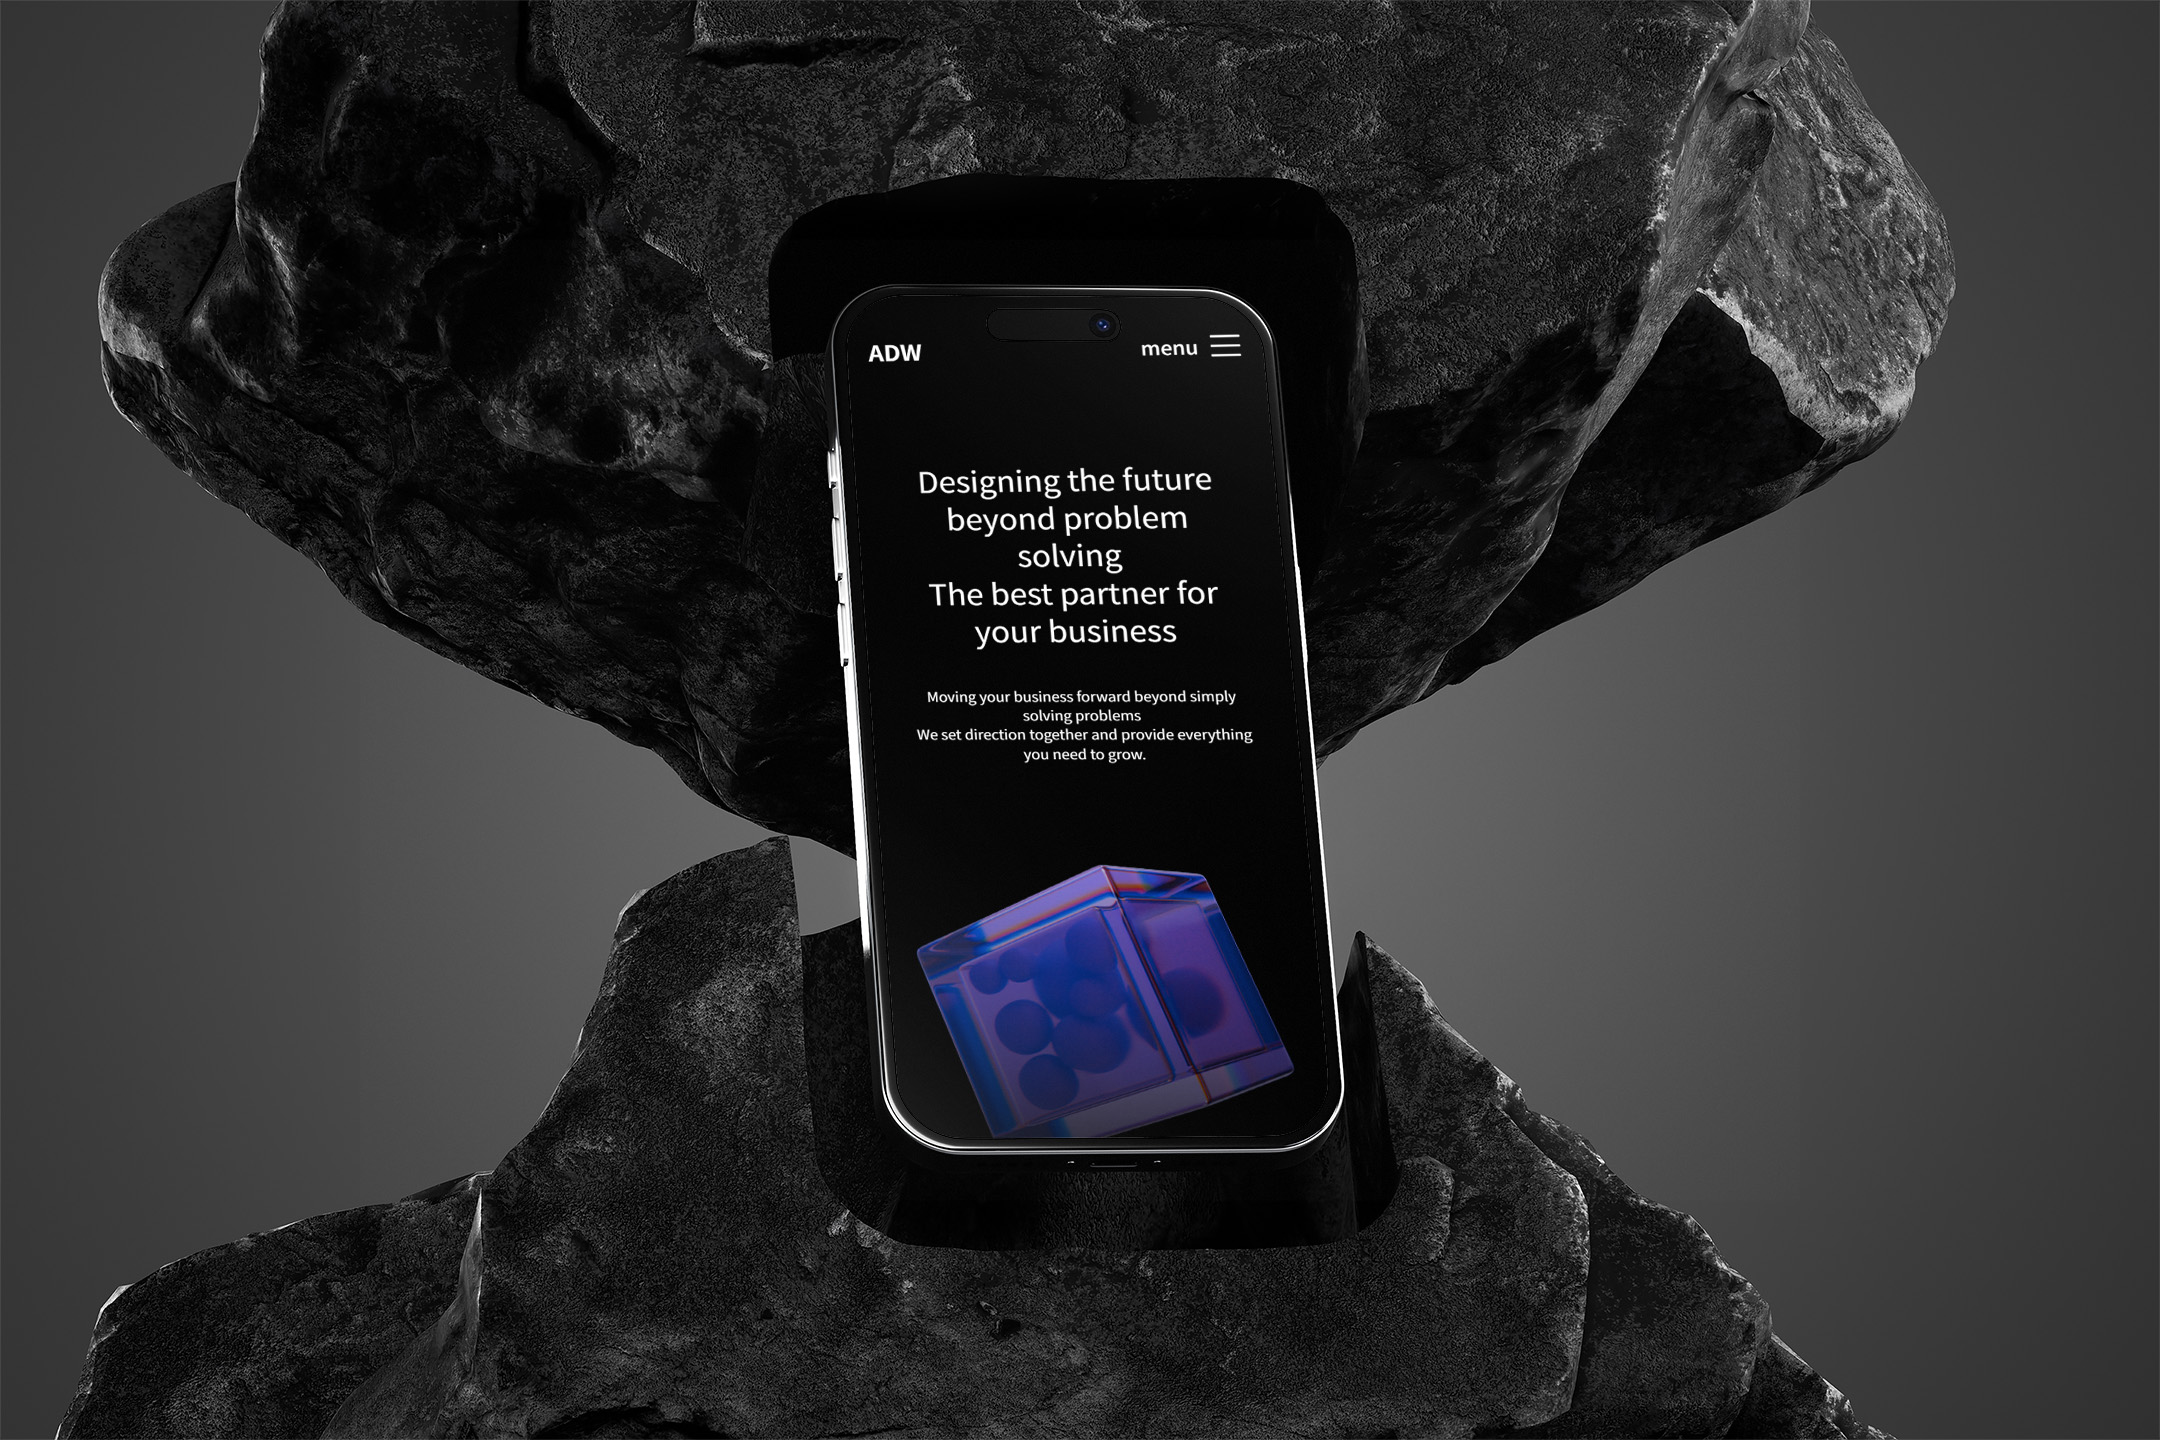 ADW
menu
Designing the future
beyond problem
solving
The best partner for
your business
Moving your business forward beyond simply
solving problems
We set direction together and provide everything
you need to grow.